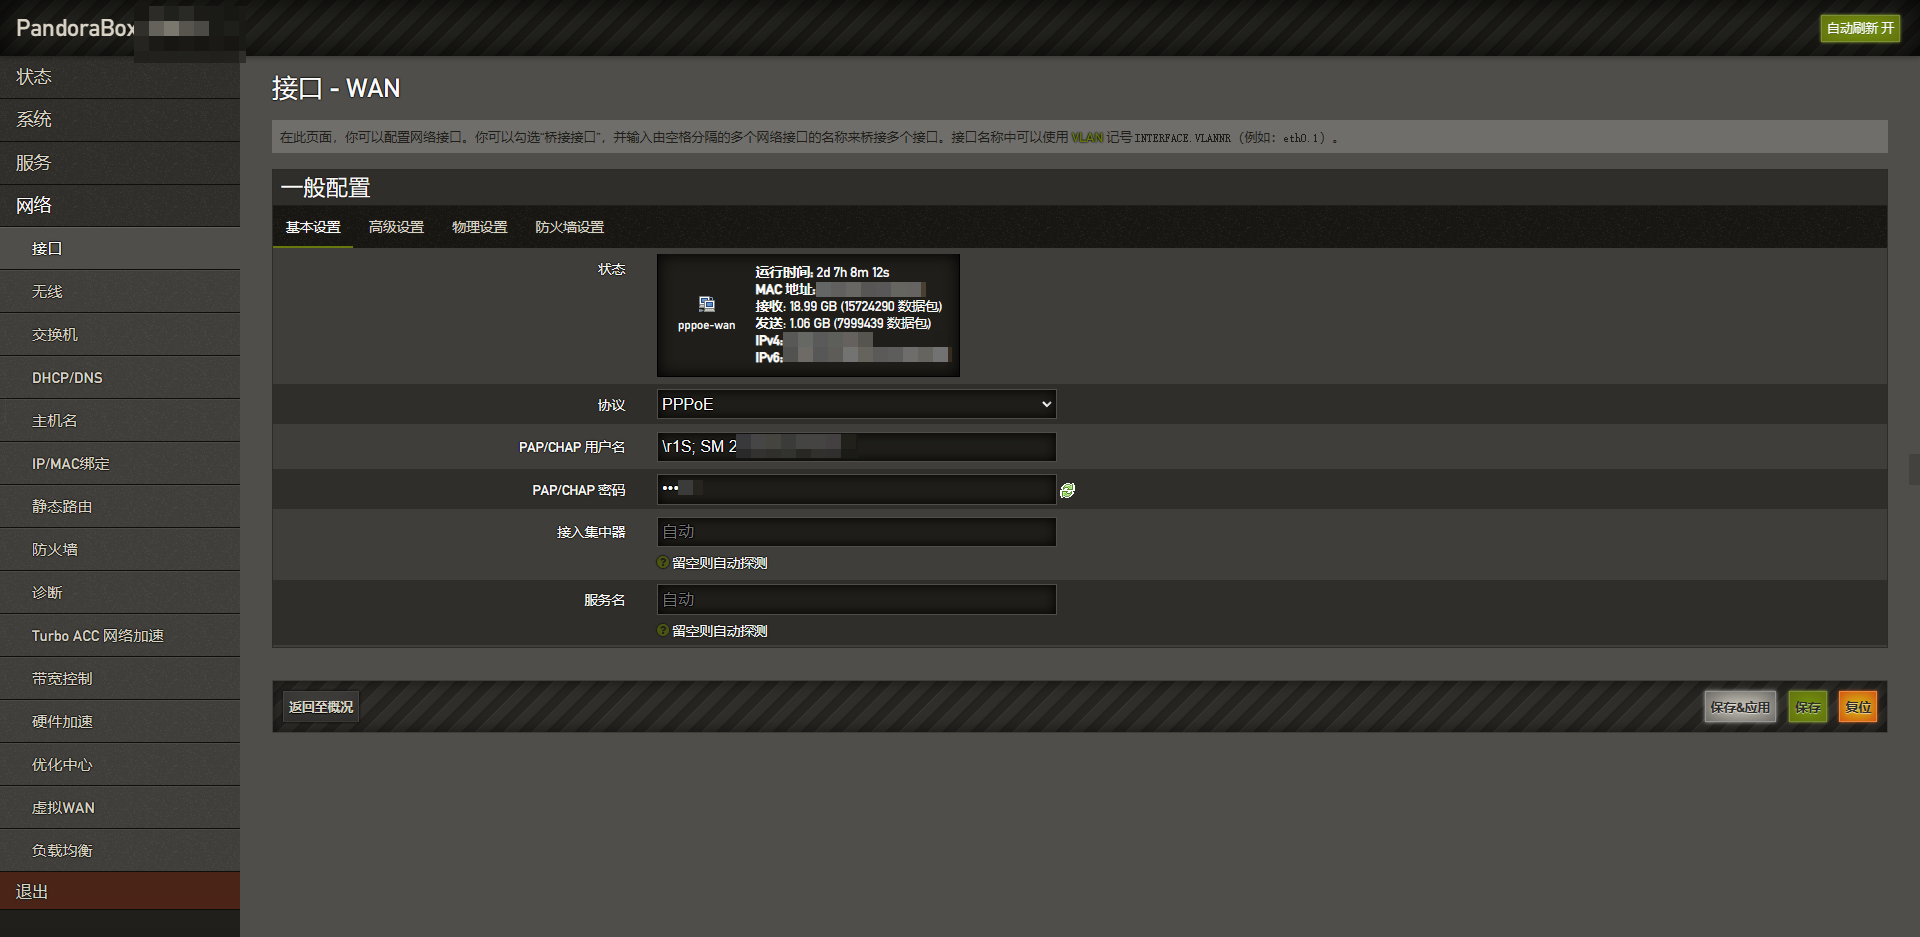 PandoraBox
自动刷新 开
状态
系统
服务
网络
接口
无线
交换机
DHCP/DNS
主机名
IP/MAC绑定
静态路由
防火墙
诊断
Turbo ACC 网络加速
带宽控制
硬件加速
优化中心
虚拟WAN
负载均衡
退出
接口 - WAN
在此页面，你可以配置网络接口。你可以勾选“桥接接口”，并输入由空格分隔的多个网络接口的名称来桥接多个接口。接口名称中可以使用 VLAN 记号 INTERFACE.VLANNR（例如：eth0.1）。
一般配置
基本设置 高级设置 物理设置 防火墙设置
状态
pppoe-wan
运行时间: 2d 7h 8m 12s
MAC 地址:
接收: 18.99 GB (15724290 数据包)
发送: 1.06 GB (7999439 数据包)
IPv4:
IPv6:
协议 PPPoE
PAP/CHAP 用户名 \r1S; SM 2
PAP/CHAP 密码 •••
接入集中器 自动
留空则自动探测
服务名 自动
留空则自动探测
返回至概况 保存&应用 保存 复位